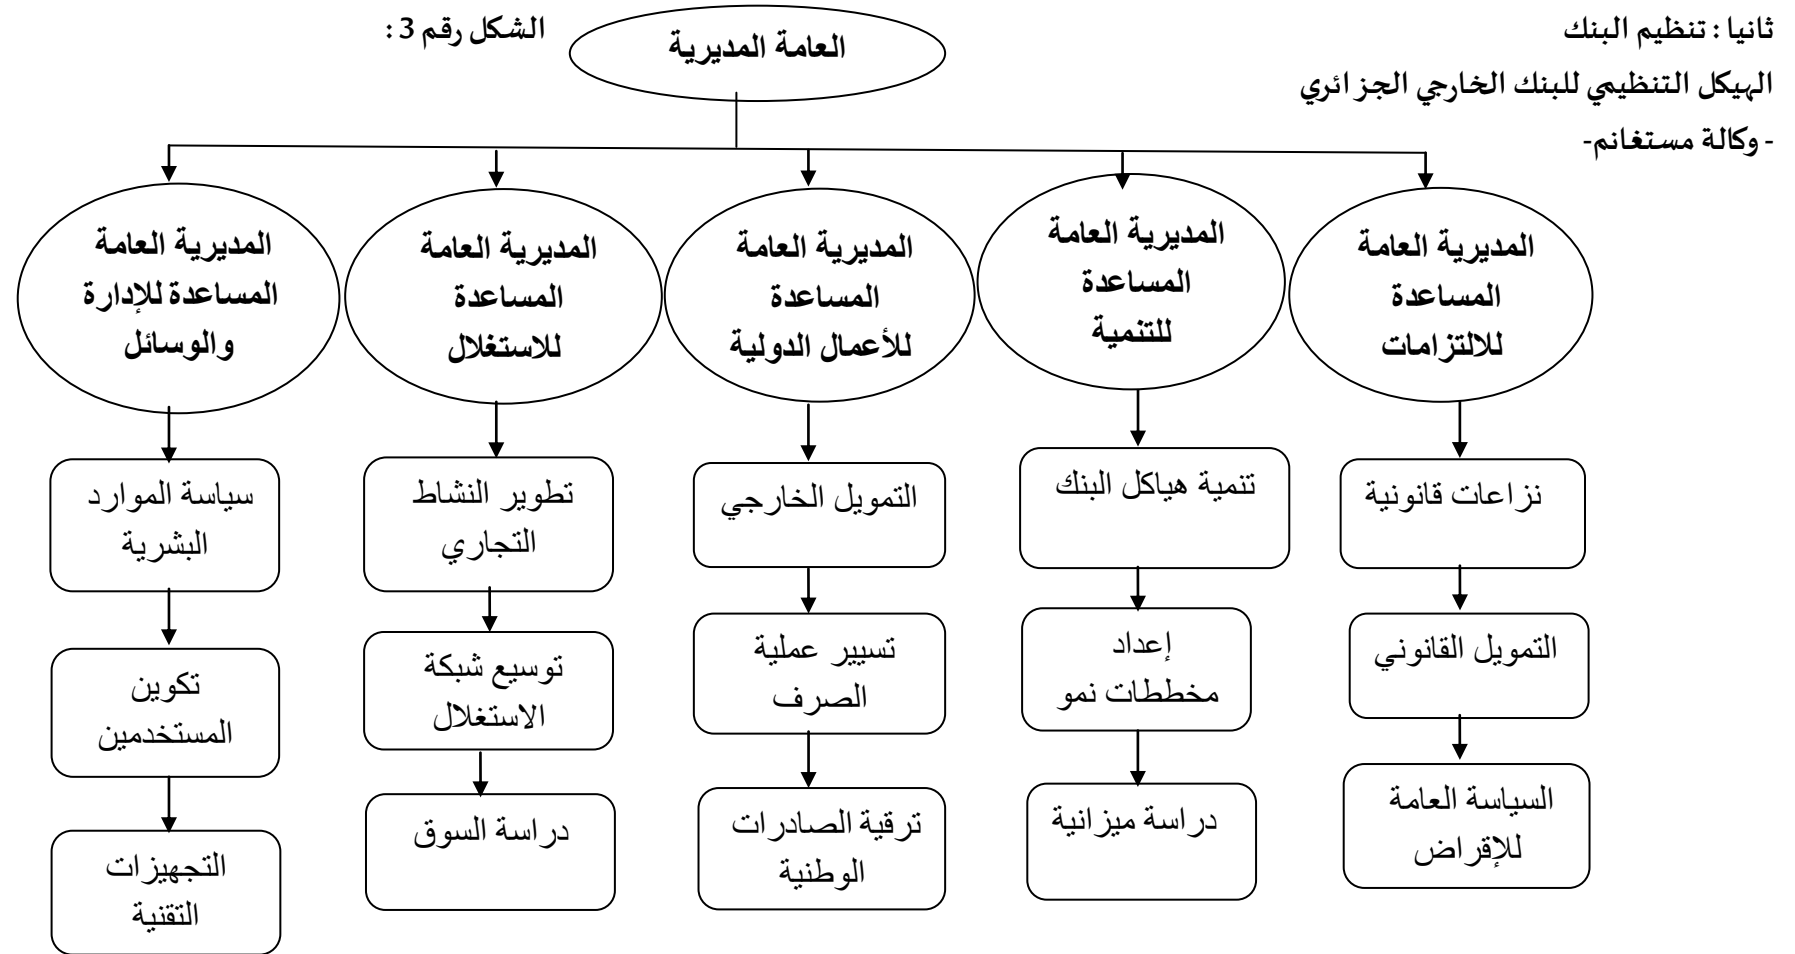 ثانيا : تنظيم البنك
الشكل رقم 3 :
الهيكل التنظيمي للبنك الخارجي الجزائري
- وكالة مستغانم-
العامة المديرية
المديرية العامة
المساعدة
للالتزامات
المديرية العامة
المساعدة
للتنمية
المديرية العامة
المساعدة
للأعمال الدولية
المديرية العامة
المساعدة
للاستغلال
المديرية العامة
المساعدة للإدارة
والوسائل
نزاعات قانونية
تنمية هياكل البنك
التمويل الخارجي
تطوير النشاط
التجاري
سياسة الموارد
البشرية
التمويل القانوني
إعداد
مخططات نمو
تسيير عملية
الصرف
توسيع شبكة
الاستغلال
تكوين
المستخدمين
السياسة العامة
للإقراض
دراسة ميزانية
ترقية الصادرات
الوطنية
دراسة السوق
التجهيزات
التقنية